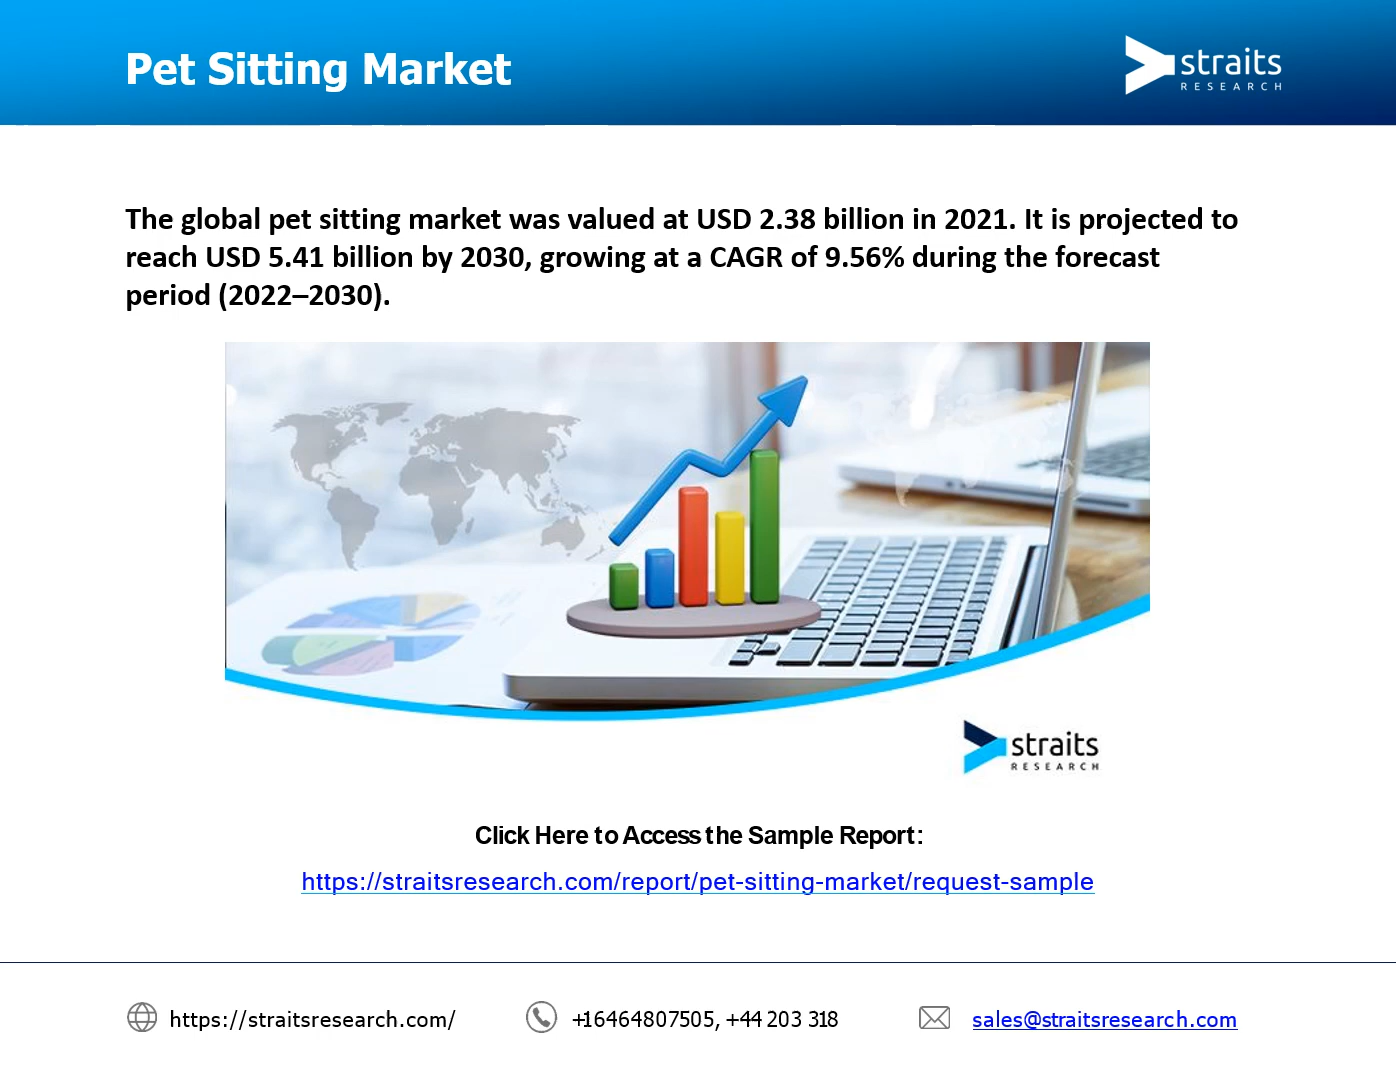 Pet Sitting Market
straits
RESEARCH
The global pet sitting market was valued at USD 2.38 billion in 2021. It is projected to
reach USD 5.41 billion by 2030, growing at a CAGR of 9.56% during the forecast
period (2022–2030).
straits
RESEARCH
Click Here to Access the Sample Report:
https://straitsresearch.com/report/pet-sitting-market/request-sample
https://straitsresearch.com/
+16464807505, +44 203 318
sales@straitsresearch.com